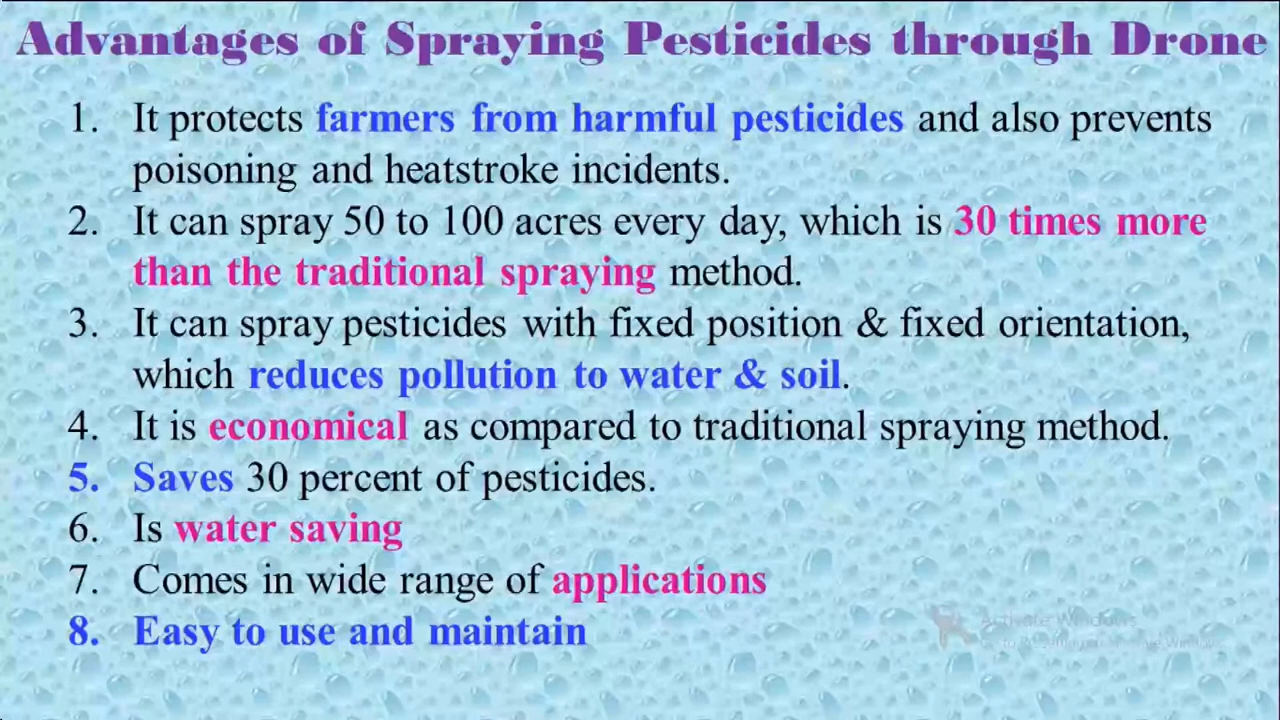 Advantages of Spraying Pesticides through Drone
1. It protects farmers from harmful pesticides and also prevents
poisoning and heatstroke incidents.
2. It can spray 50 to 100 acres every day, which is 30 times more
than the traditional spraying method.
3. It can spray pesticides with fixed position & fixed orientation,
which reduces pollution to water & soil.
4. It is economical as compared to traditional spraying method.
5. Saves 30 percent of pesticides.
6. Is water saving
7. Comes in wide range of applications
8. Easy to use and maintain
Activate Windows